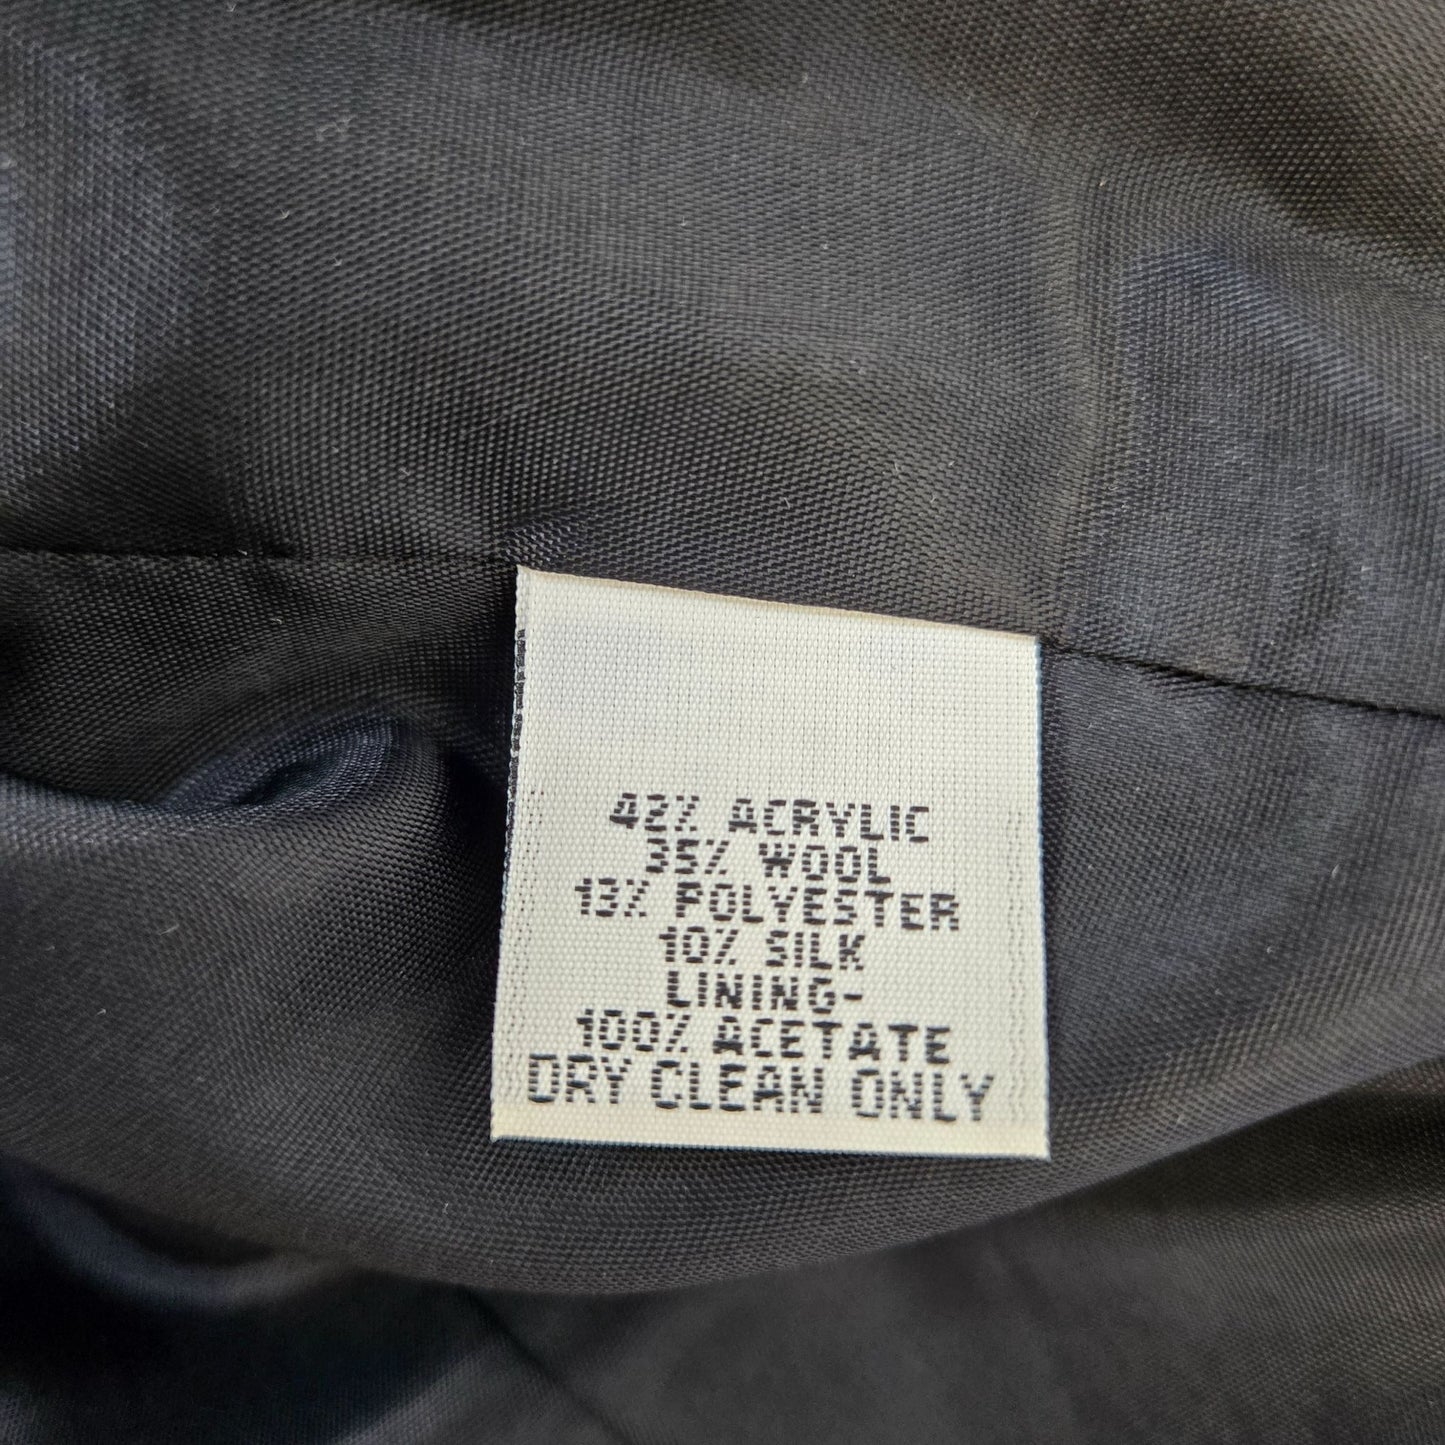 42% ACRYLIC
35% WOOL
13% POLYESTER
10% SILK
LINING-
100% ACETATE
DRY CLEAN ONLY